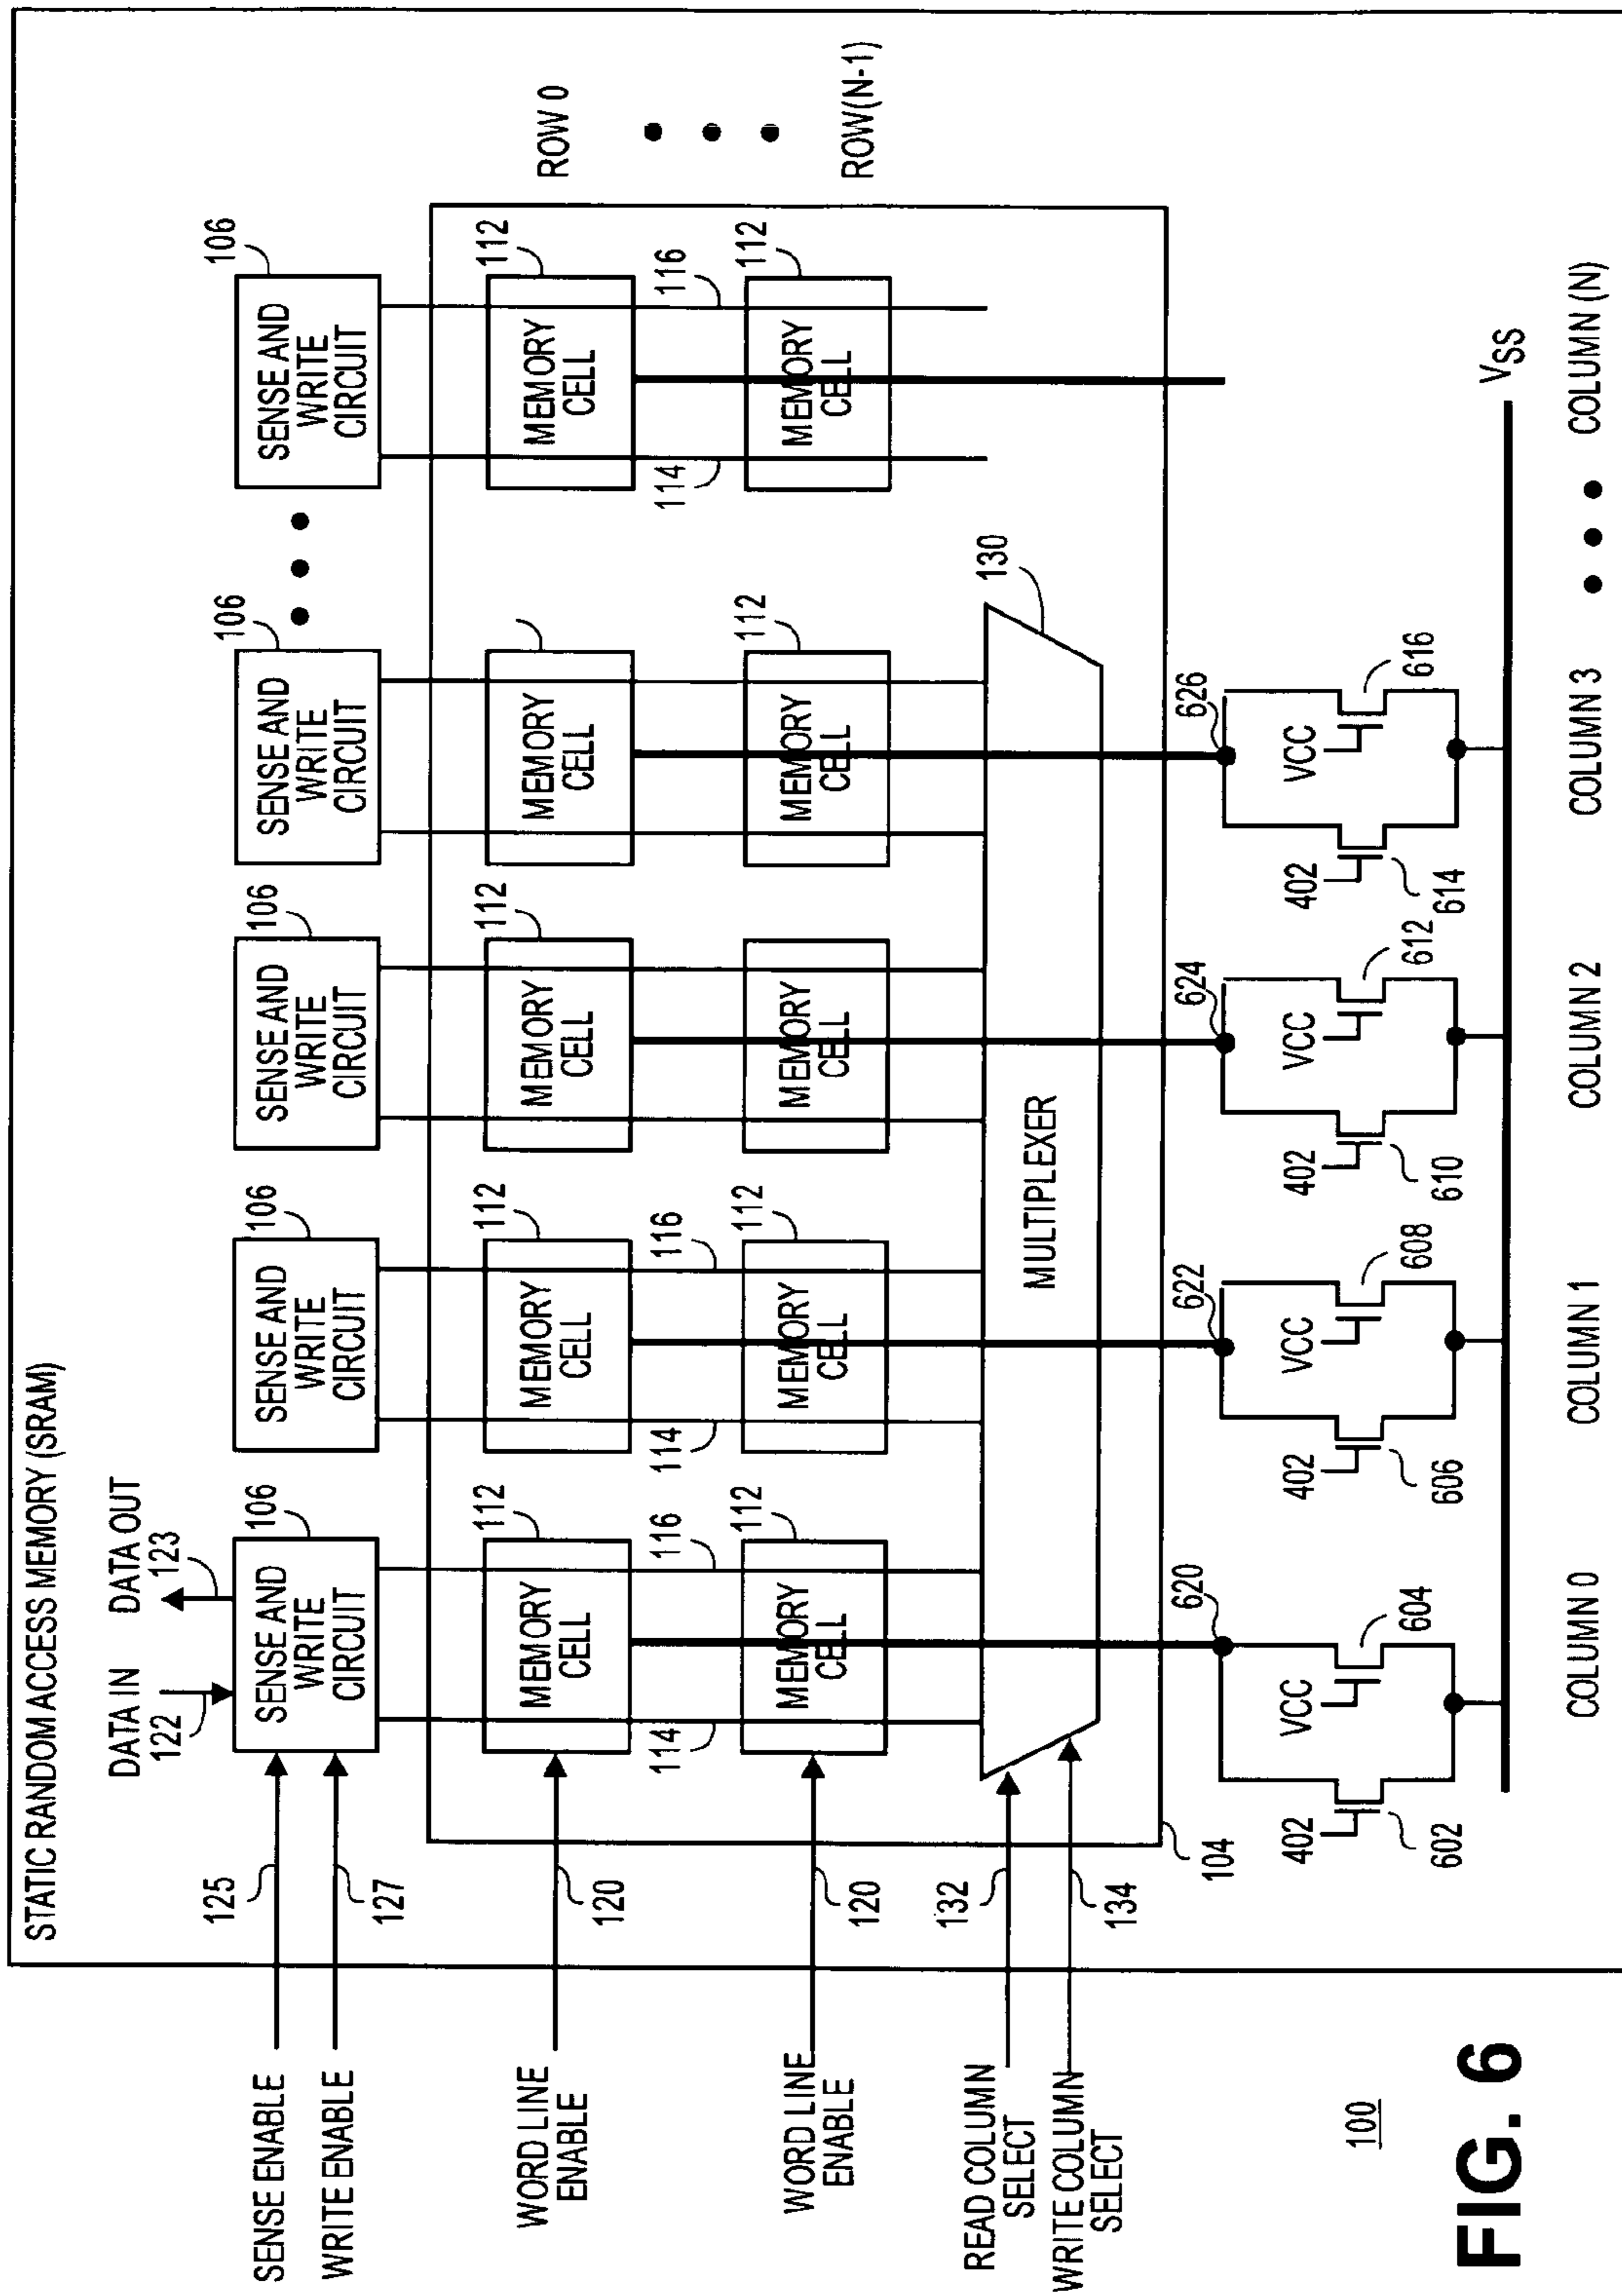 STATIC RANDOM ACCESS MEMORY (SRAM)
DATA IN
122
DATA OUT
123
SENSE ENABLE
125
WRITE ENABLE
127
SENSE AND
WRITE
CIRCUIT
106
SENSE AND
WRITE
CIRCUIT
106
SENSE AND
WRITE
CIRCUIT
106
SENSE AND
WRITE
CIRCUIT
106
SENSE AND
WRITE
CIRCUIT
106
WORD LINE
ENABLE
120
MEMORY
CELL
112
MEMORY
CELL
112
MEMORY
CELL
112
MEMORY
CELL
MEMORY
CELL
112
ROW 0
114
116
114
116
114
116
WORD LINE
ENABLE
120
MEMORY
CELL
112
MEMORY
CELL
112
MEMORY
CELL
MEMORY
CELL
112
MEMORY
CELL
112
ROW(N-1)
READ COLUMN
SELECT
132
WRITE COLUMN
SELECT
134
MULTIPLEXER
130
104
620
622
624
626
402
VCC
402
VCC
402
VCC
402
VCC
602
604
606
608
610
612
614
616
VSS
COLUMN 0
COLUMN 1
COLUMN 2
COLUMN 3
COLUMN (N)
100
FIG. 6